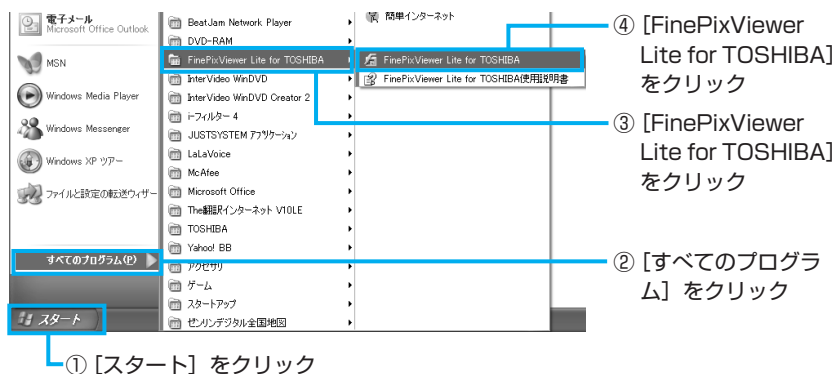 電子メール
Microsoft Office Outlook
MSN
Windows Media Player
Windows Messenger
Windows XP ツアー
ファイルと設定の転送ウィザー
すべてのプログラム(P)
スタート
BeatJam Network Player
DVD-RAM
FinePixViewer Lite for TOSHIBA
InterVideo WinDVD
InterVideo WinDVD Creator 2
i-フィルター 4
JUSTSYSTEM アプリケーション
LaLaVoice
McAfee
Microsoft Office
The翻訳インターネット V10LE
TOSHIBA
Yahoo! BB
アクセサリ
ゲーム
スタートアップ
ゼンリンデジタル全国地図
簡単インターネット
FinePixViewer Lite for TOSHIBA
FinePixViewer Lite for TOSHIBA使用説明書
④ [FinePixViewer
Lite for TOSHIBA]
をクリック
③ [FinePixViewer
Lite for TOSHIBA]
をクリック
② [すべてのプログラ
ム] をクリック
① [スタート] をクリック